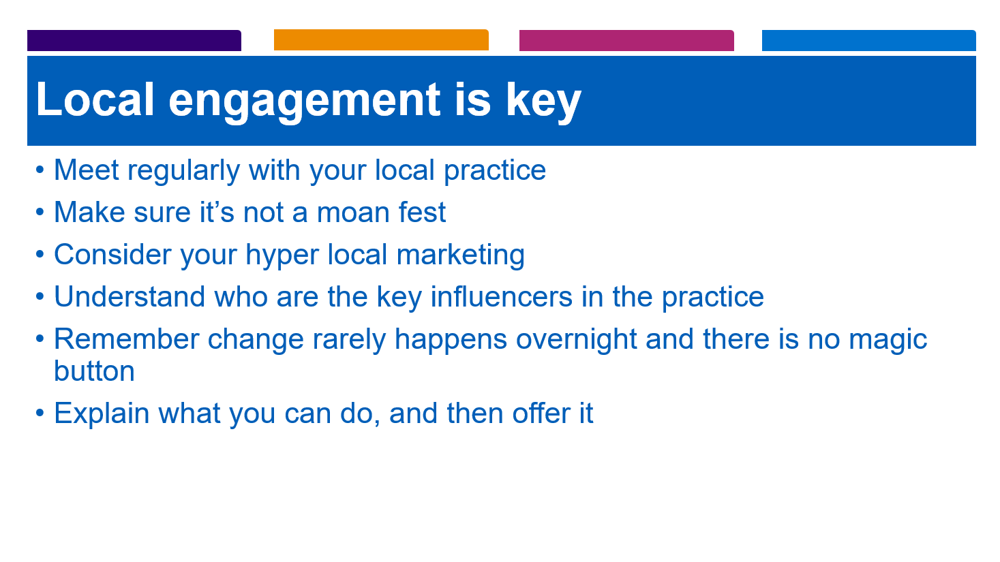 Local engagement is key
• Meet regularly with your local practice
• Make sure it’s not a moan fest
• Consider your hyper local marketing
• Understand who are the key influencers in the practice
• Remember change rarely happens overnight and there is no magic
button
• Explain what you can do, and then offer it